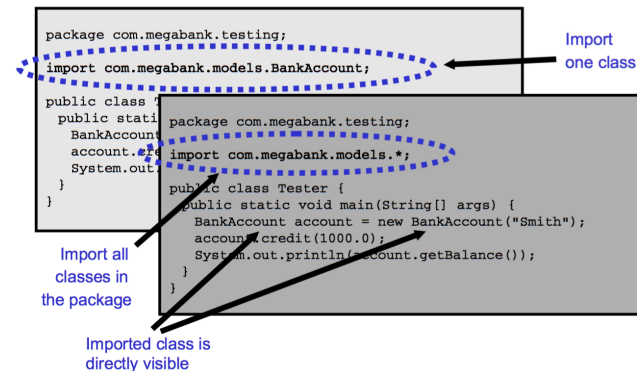 package com.megabank.testing;
import com.megabank.models.BankAccount;
public class T
public stati
BankAccount
account.cre
System.out.
}
}
Import
one class
package com.megabank.testing;
import com.megabank.models.*;
public class Tester {
public static void main(String[] args) {
BankAccount account = new BankAccount("Smith");
account.credit(1000.0);
System.out.println(account.getBalance());
}
}
Import all
classes in
the package
Imported class is
directly visible